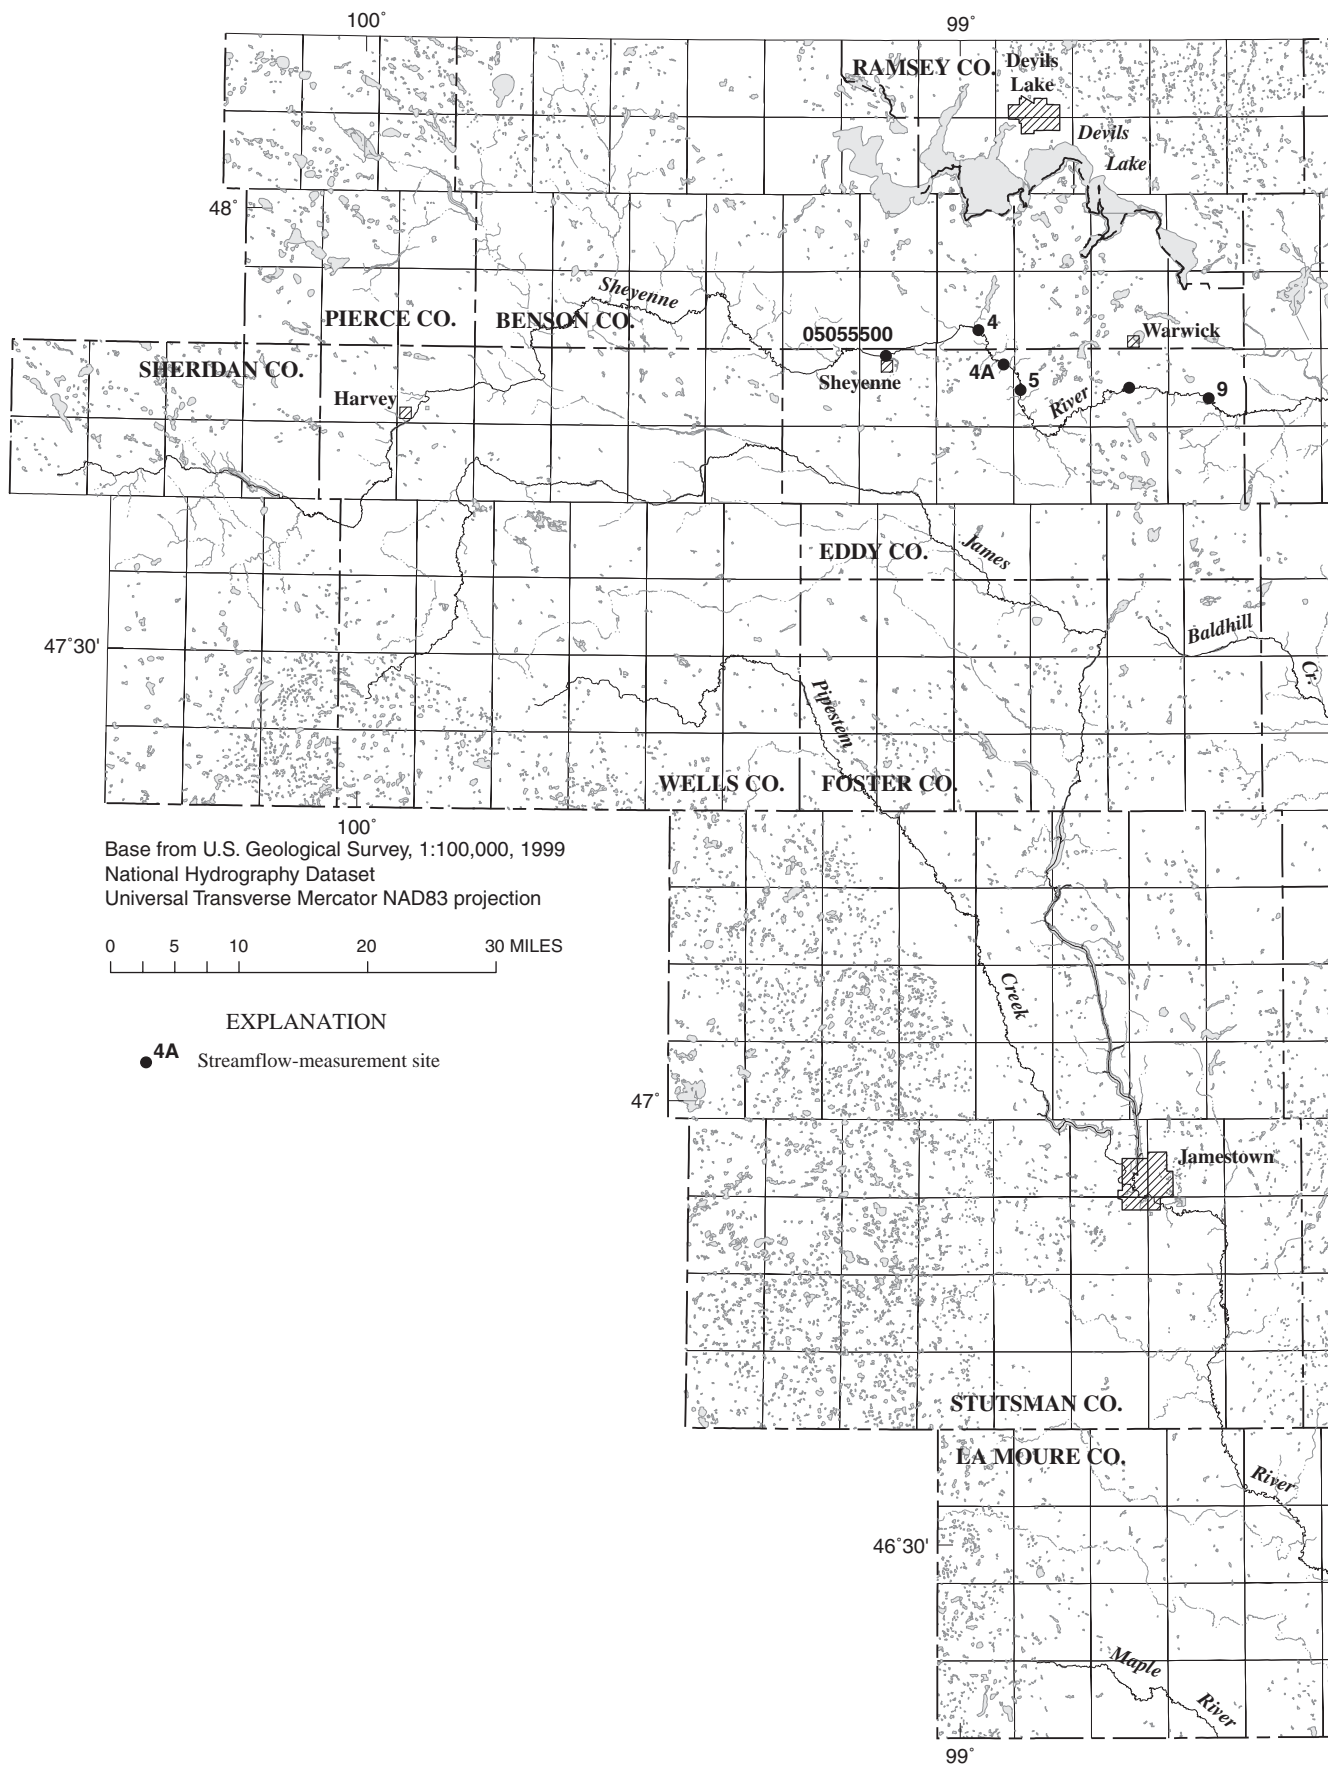 100°
99°
RAMSEY CO.
Devils
Lake
Devils
Lake
48°
Sheyenne
PIERCE CO.
BENSON CO.
05055500
4
Warwick
SHERIDAN CO.
Sheyenne
4A
5
River
9
Harvey
EDDY CO.
James
47°30'
Baldhill
Cr.
Pipestem
WELLS CO.
FOSTER CO.
100°
Base from U.S. Geological Survey, 1:100,000, 1999
National Hydrography Dataset
Universal Transverse Mercator NAD83 projection
0 5 10 20 30 MILES
Creek
EXPLANATION
4A Streamflow-measurement site
47°
Jamestown
STUTSMAN CO.
LA MOURE CO.
River
46°30'
Maple
River
99°